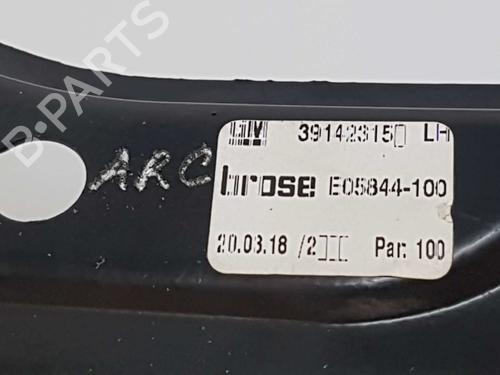 GM 39142315 LH
ARC
brose E05844-100
20.03.18 /2 Par: 100
B-PARTS